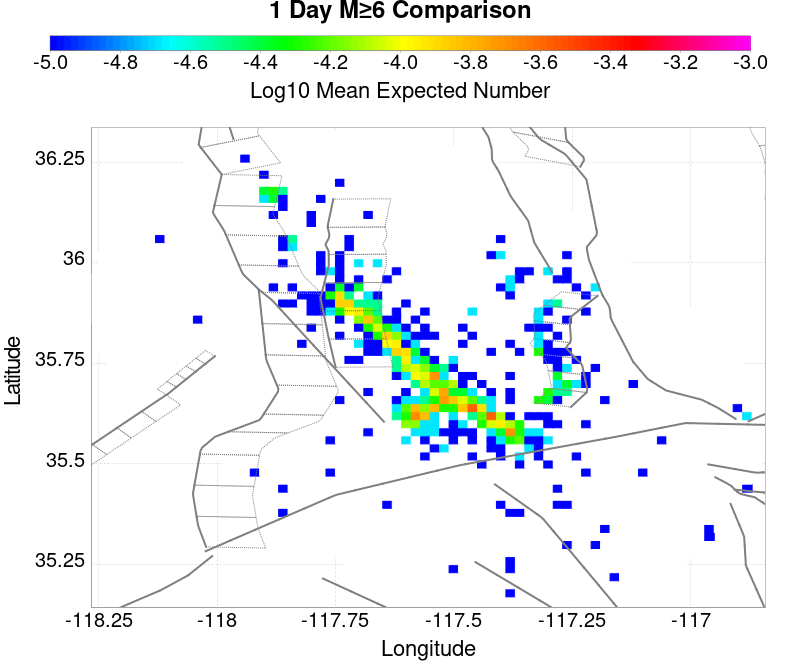 1 Day M≥6 Comparison
-5.0 -4.8 -4.6 -4.4 -4.2 -4.0 -3.8 -3.6 -3.4 -3.2 -3.0
Log10 Mean Expected Number
36.25
36
35.75
35.5
35.25
Latitude
-118.25 -118 -117.75 -117.5 -117.25 -117
Longitude